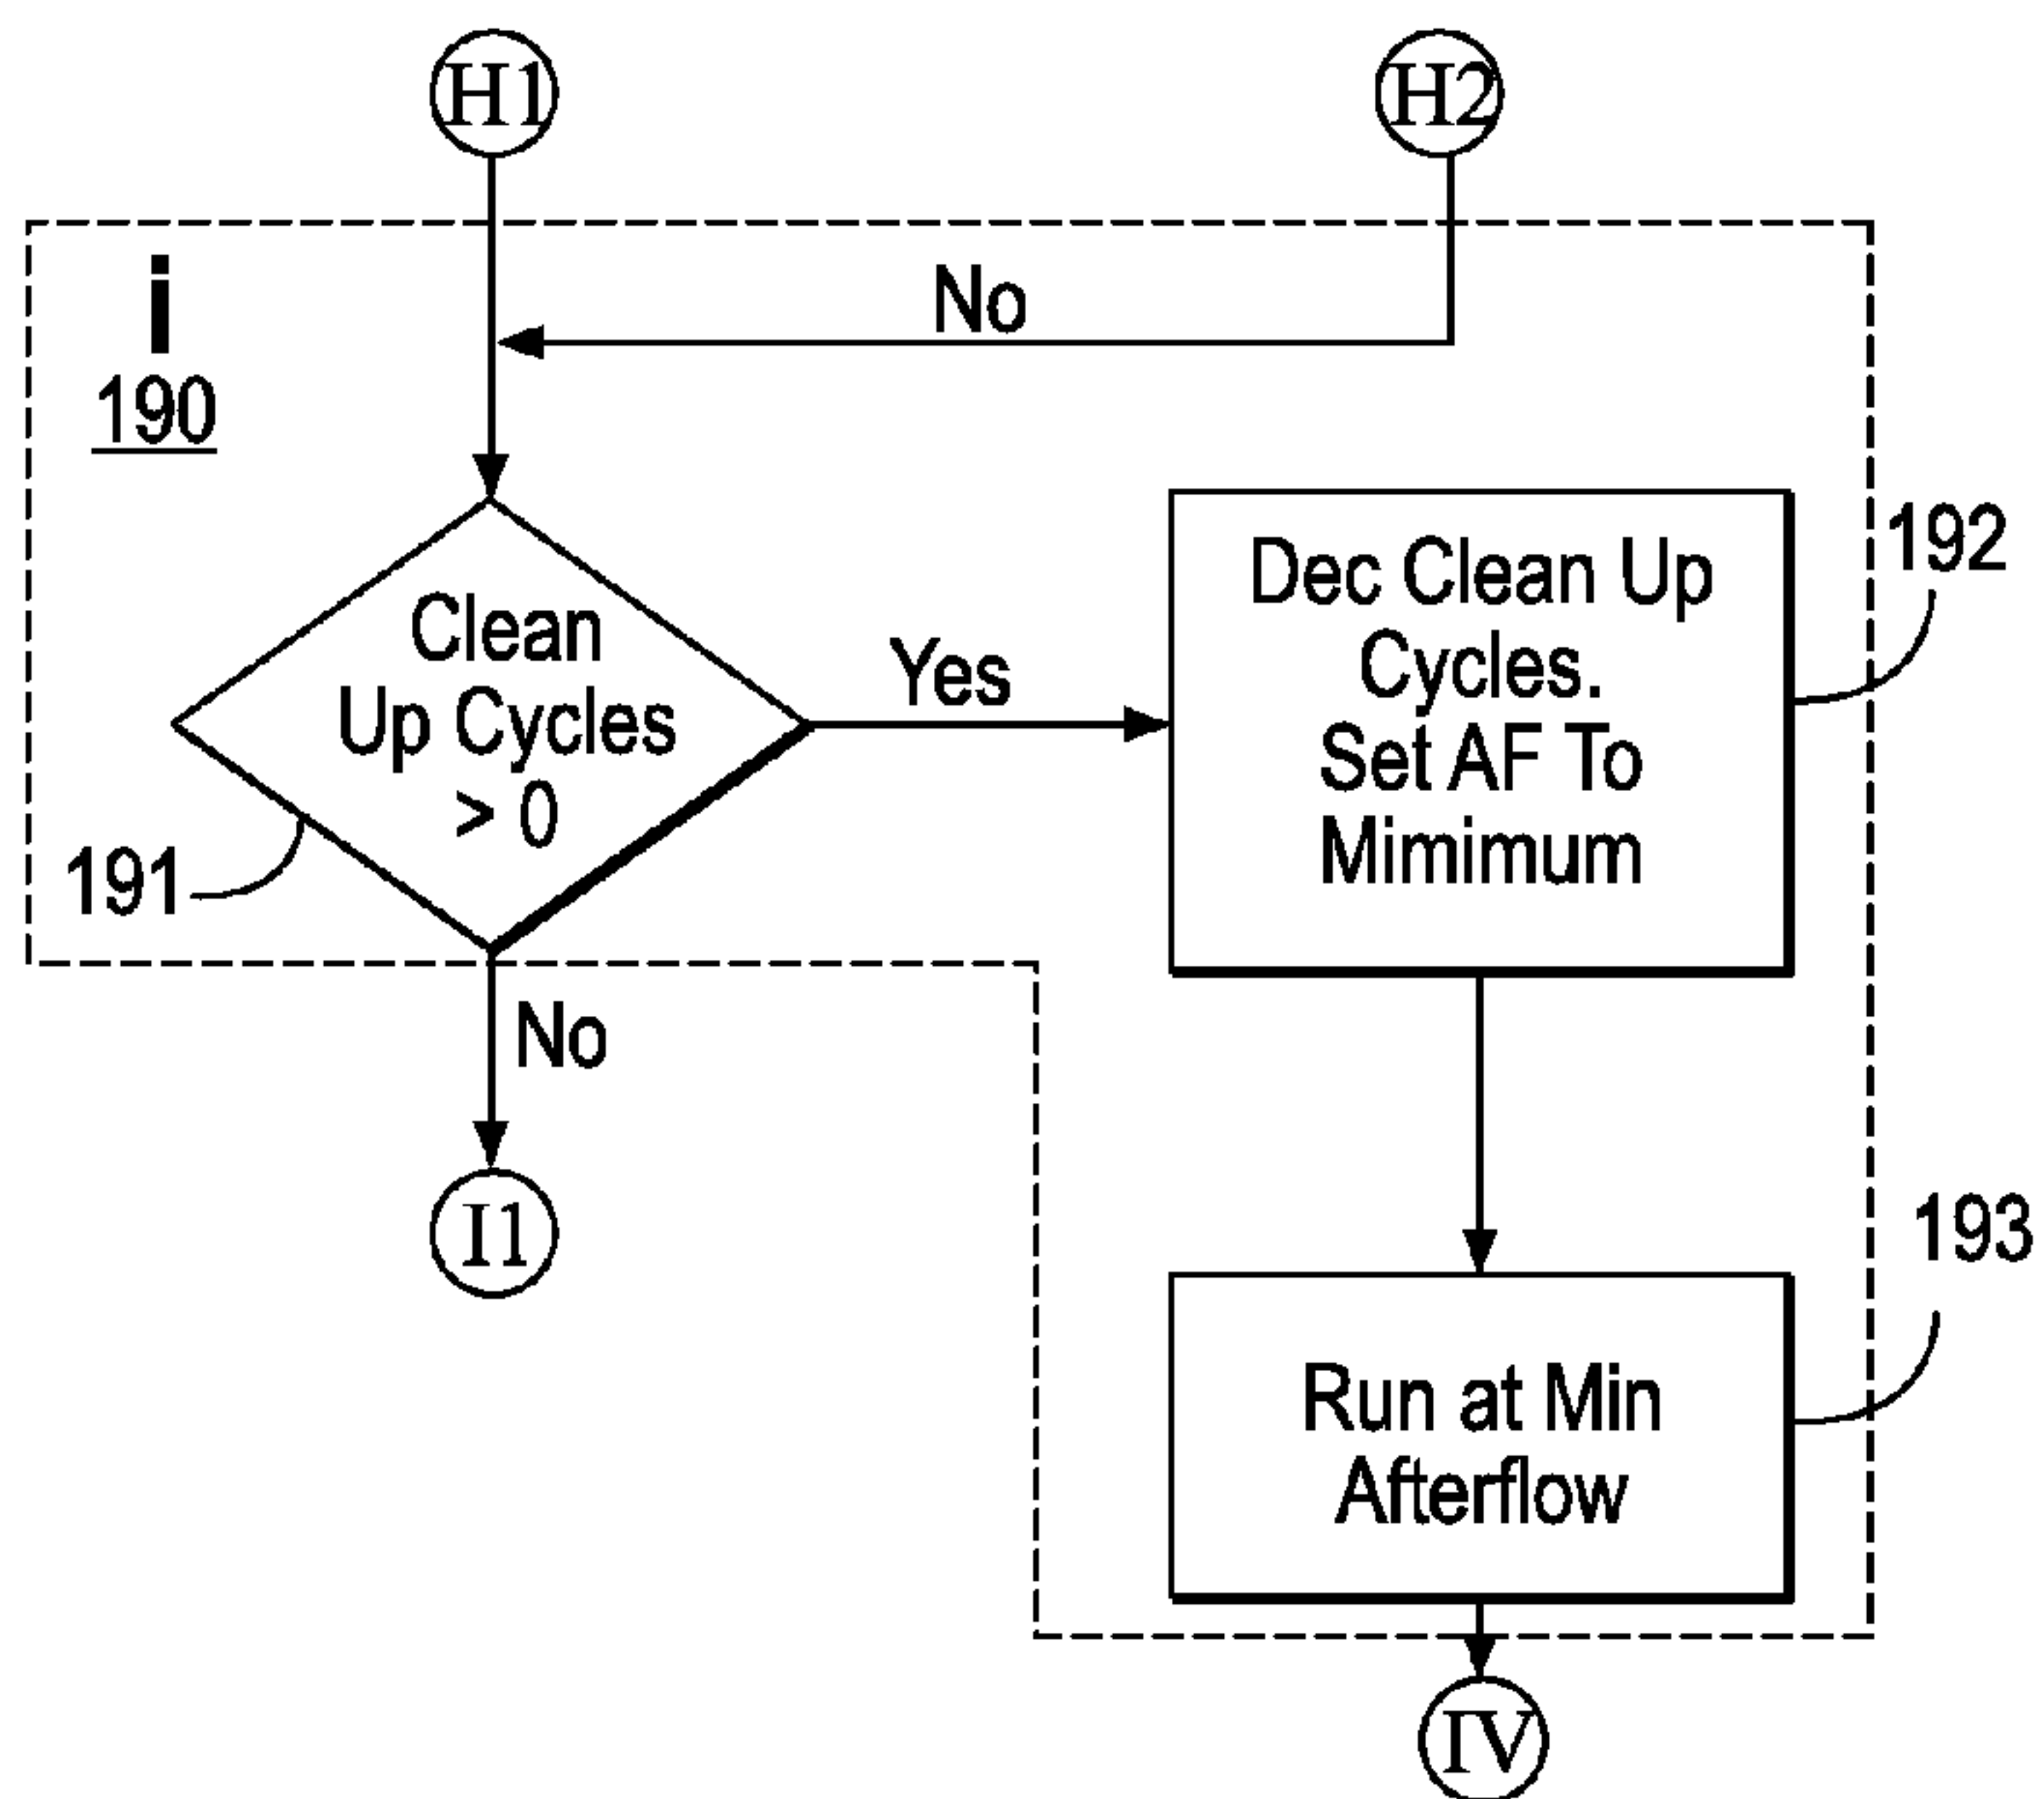 H1
H2
i
190
No
Clean
Up Cycles
> 0
191
Yes
Dec Clean Up
Cycles.
Set AF To
Mimimum
192
No
I1
Run at Min
Afterflow
193
IV